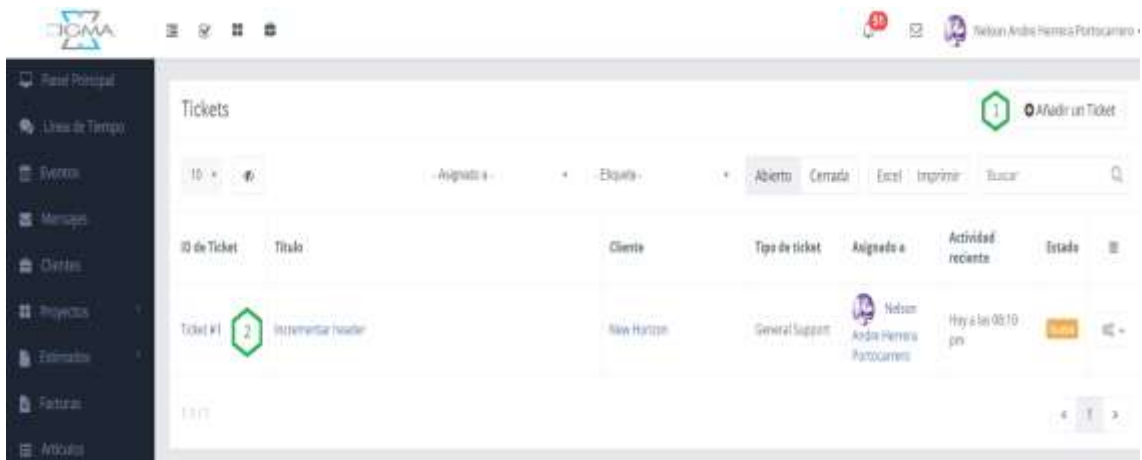 SIGMA
51
Nelson Andre Herrera Portocarrero
Panel Principal
Línea de Tiempo
Eventos
Mensajes
Clientes
Proyectos
Estimados
Facturas
Artículos
Tickets
1
Añadir un Ticket
10
- Asignado a -
- Etiqueta -
Abierto
Cerrada
Excel
Imprimir
Buscar
ID de Ticket
Título
Cliente
Tipo de ticket
Asignado a
Actividad
reciente
Estado
Ticket #1
2
Incrementar header
New Horizon
General Support
Nelson
Andre Herrera
Portocarrero
Hoy a las 08:10
pm
1